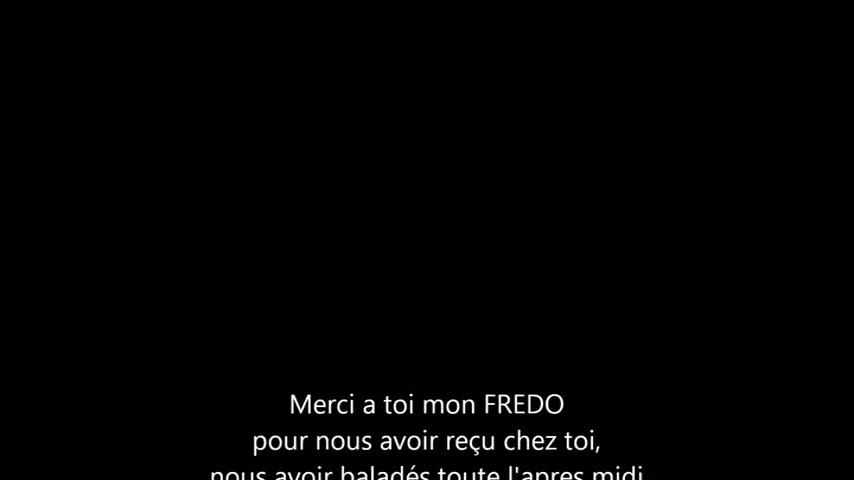 Merci a toi mon FREDO
pour nous avoir reçu chez toi,
nous avoir baladés toute l'apres midi